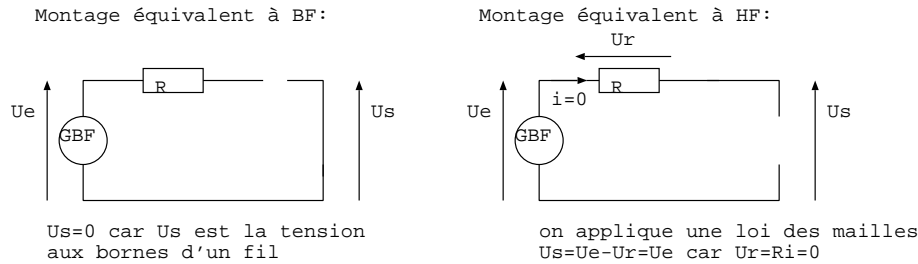 Montage équivalent à BF:
R
Ue
GBF
Us
Us=0 car Us est la tension
aux bornes d'un fil
Montage équivalent à HF:
Ur
R
i=0
Ue
GBF
Us
on applique une loi des mailles
Us=Ue-Ur=Ue car Ur=Ri=0